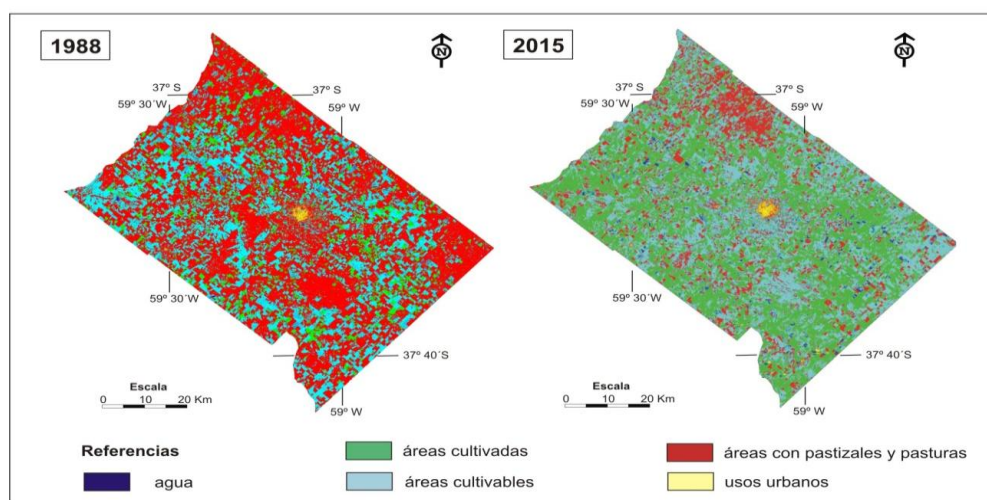 1988
N
37º S
59º 30´W
37º S
59º W
59º 30´W
37º 40´S
59º W
Escala
0 10 20 Km
2015
N
37º S
59º 30´W
37º S
59º W
59º 30´W
37º 40´S
59º W
Escala
0 10 20 Km
Referencias
agua
áreas cultivadas
áreas cultivables
áreas con pastizales y pasturas
usos urbanos